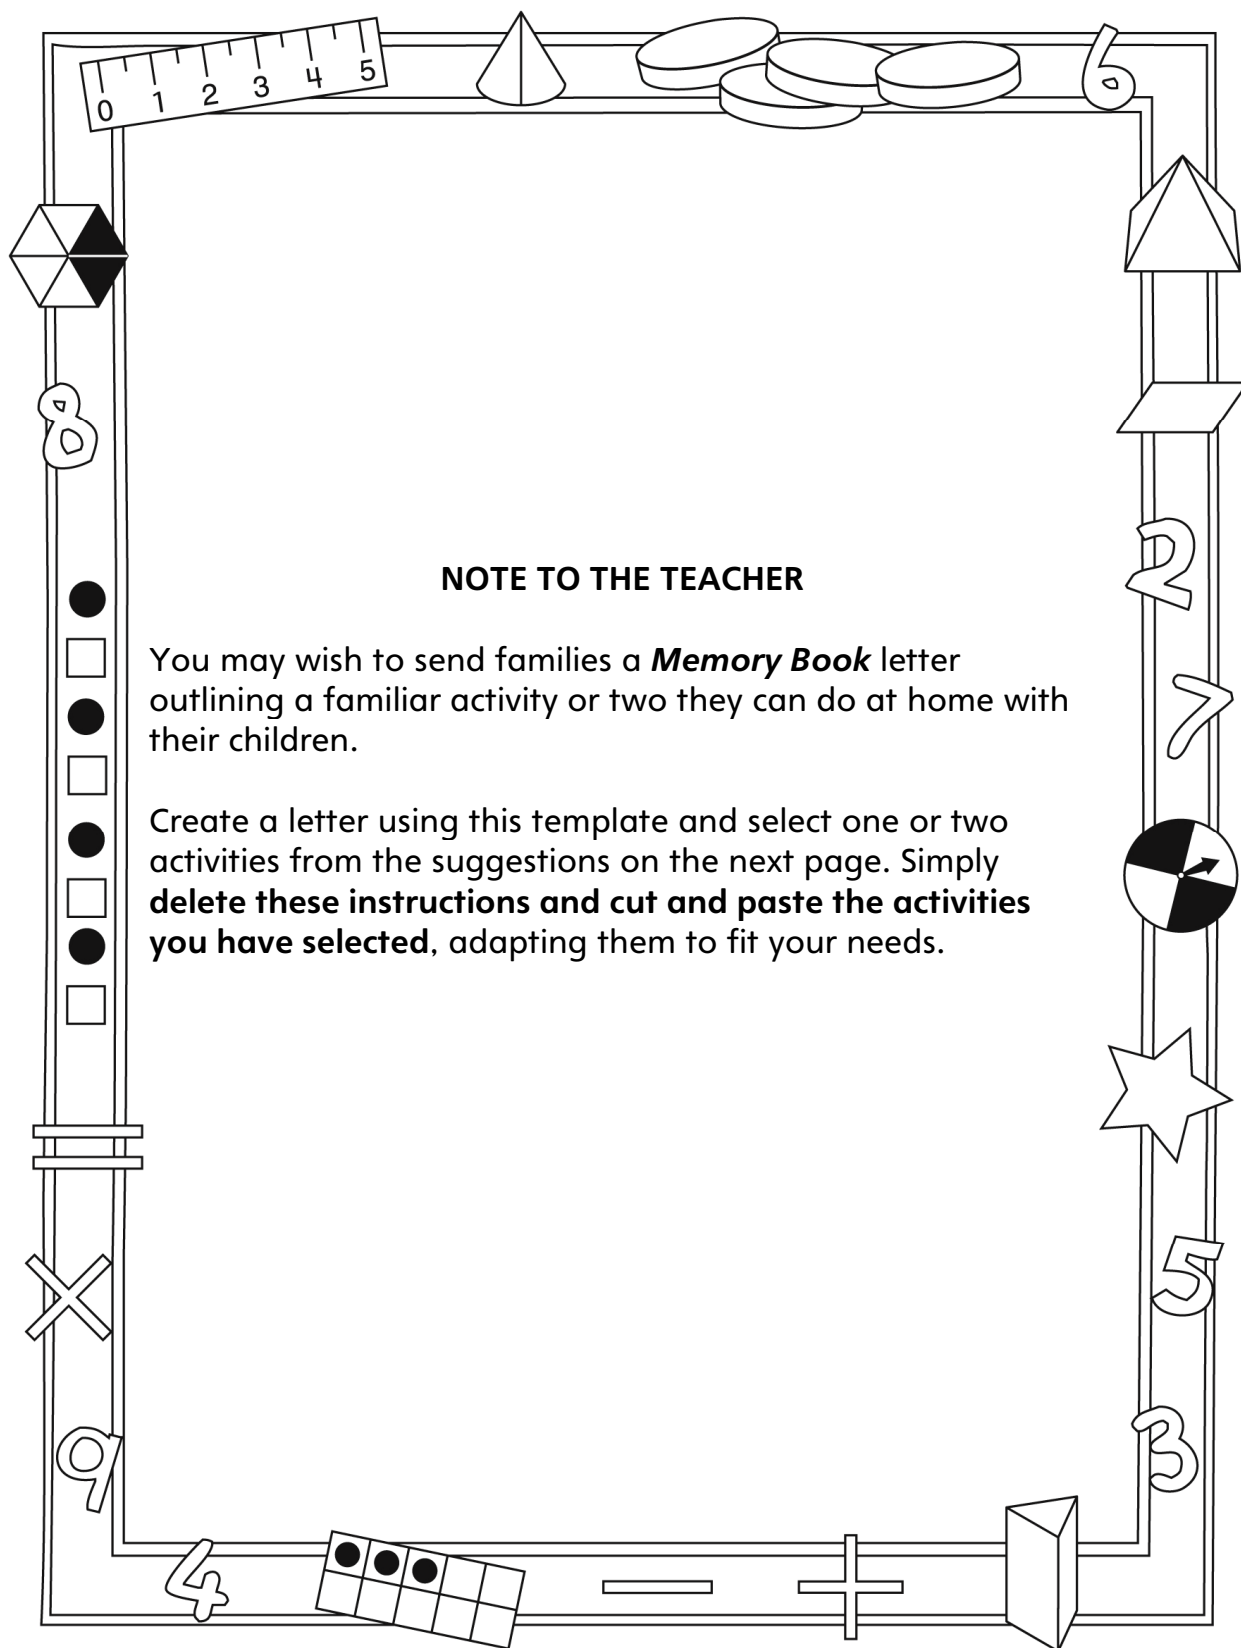 0 1 2 3 4 5
6
8
2
NOTE TO THE TEACHER
You may wish to send families a Memory Book letter
outlining a familiar activity or two they can do at home with
their children.
7
Create a letter using this template and select one or two
activities from the suggestions on the next page. Simply
delete these instructions and cut and paste the activities
you have selected, adapting them to fit your needs.
=
×
5
3
9
4
− +